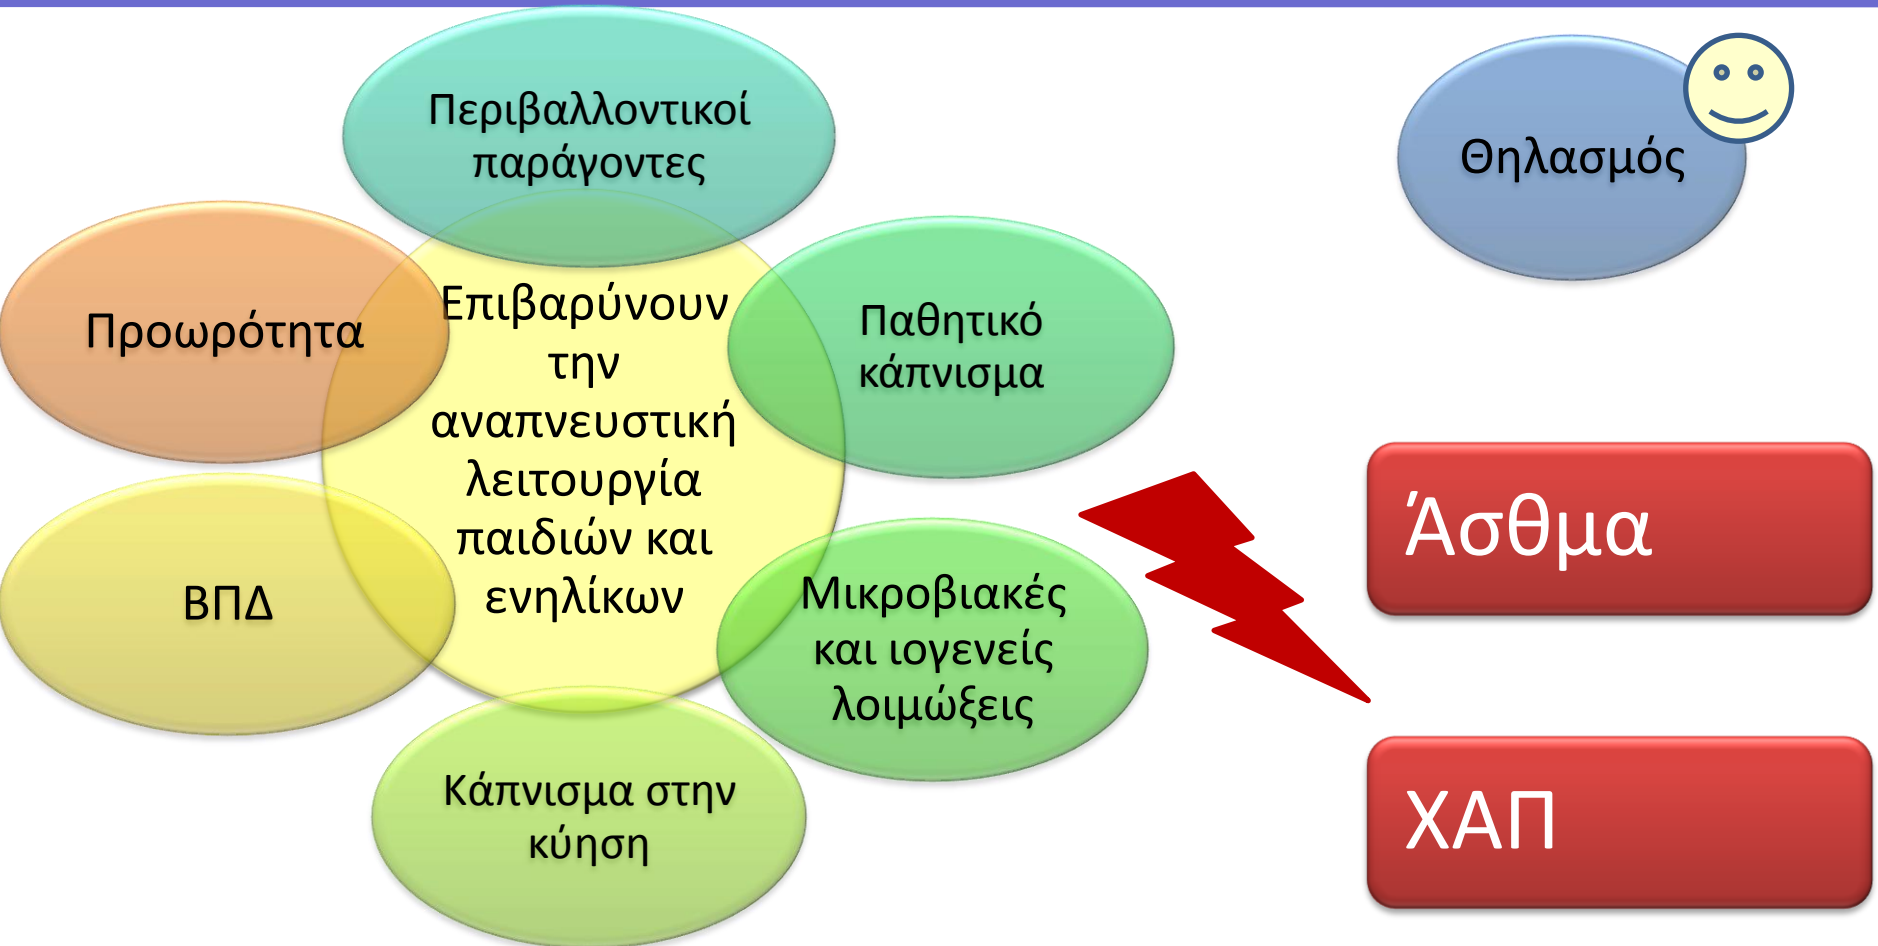 Περιβαλλοντικοί
παράγοντες
Θηλασμός
Προωρότητα
Επιβαρύνουν
την
αναπνευστική
λειτουργία
παιδιών και
ενηλίκων
Παθητικό
κάπνισμα
ΒΠΔ
Μικροβιακές
και ιογενείς
λοιμώξεις
Κάπνισμα στην
κύηση
Άσθμα
ΧΑΠ